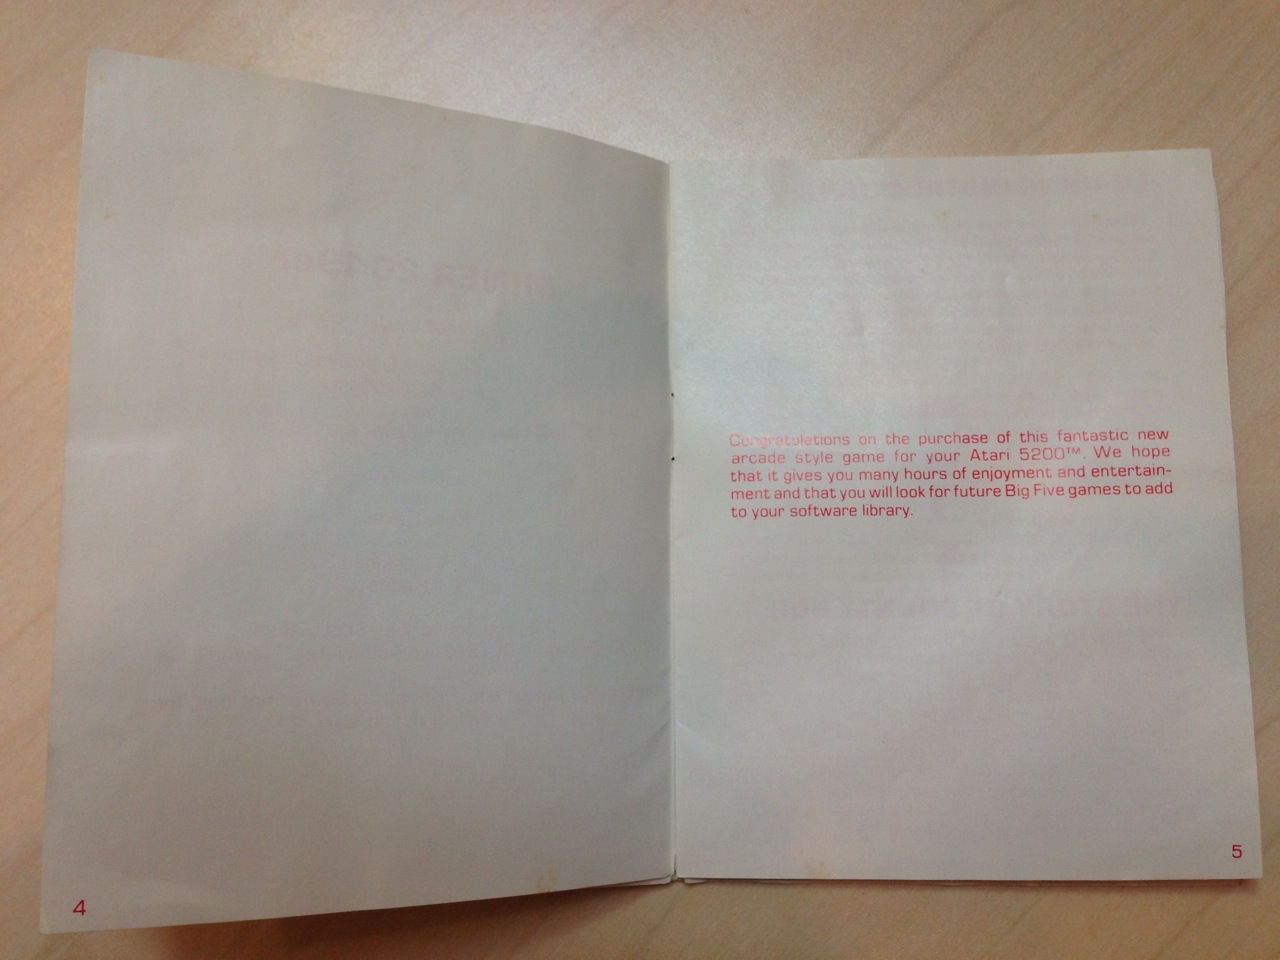 Congratulations on the purchase of this fantastic new
arcade style game for your Atari 5200™. We hope
that it gives you many hours of enjoyment and entertain-
ment and that you will look for future Big Five games to add
to your software library.
4
5